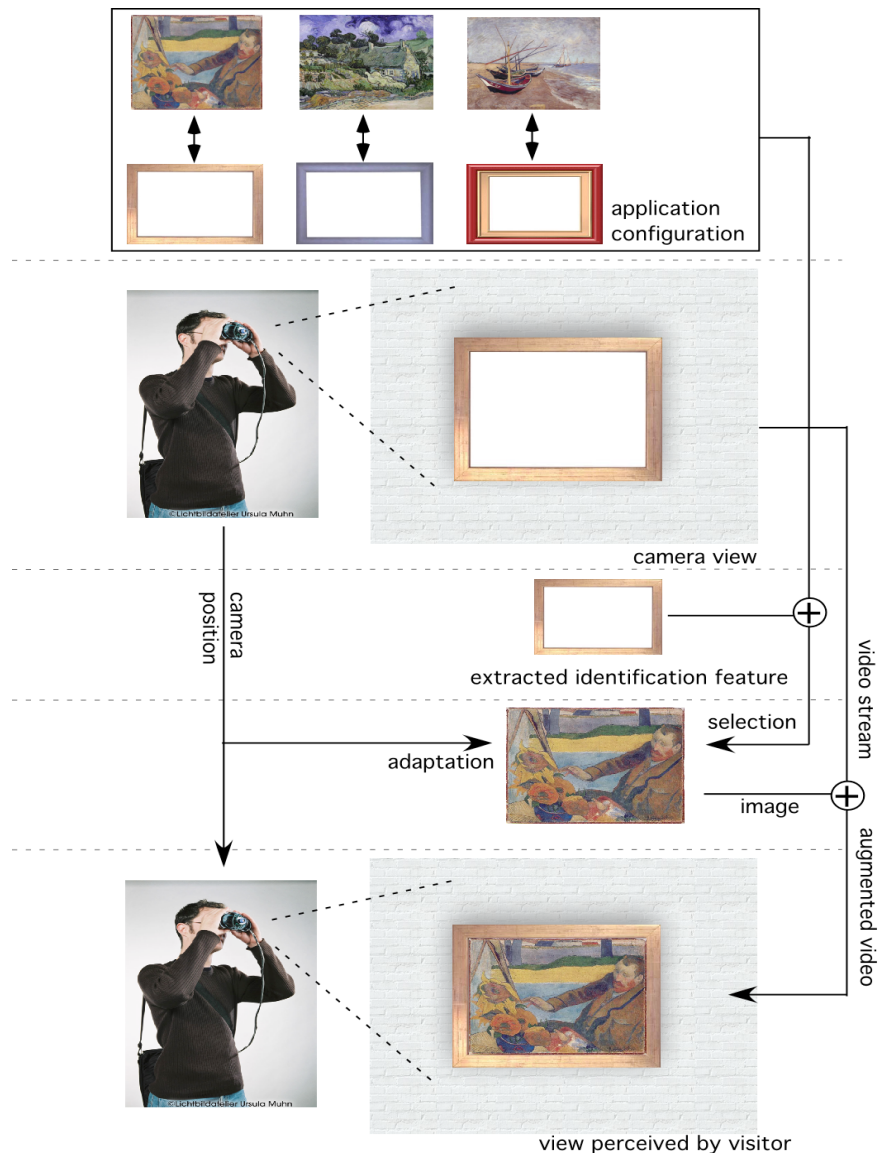 application
configuration
©Lichtbildatelier Ursula Muhn
camera view
camera
position
extracted identification feature
video stream
selection
adaptation
image
augmented video
©Lichtbildatelier Ursula Muhn
view perceived by visitor